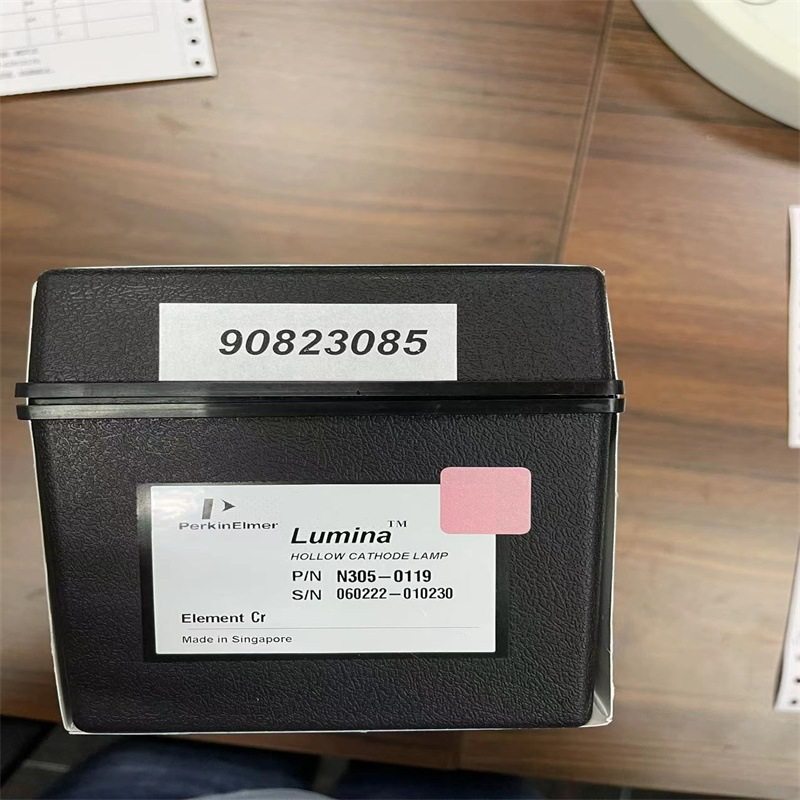 90823085
PerkinElmer
Lumina™
HOLLOW CATHODE LAMP
P/N N305-0119
S/N 060222-010230
Element Cr
Made in Singapore